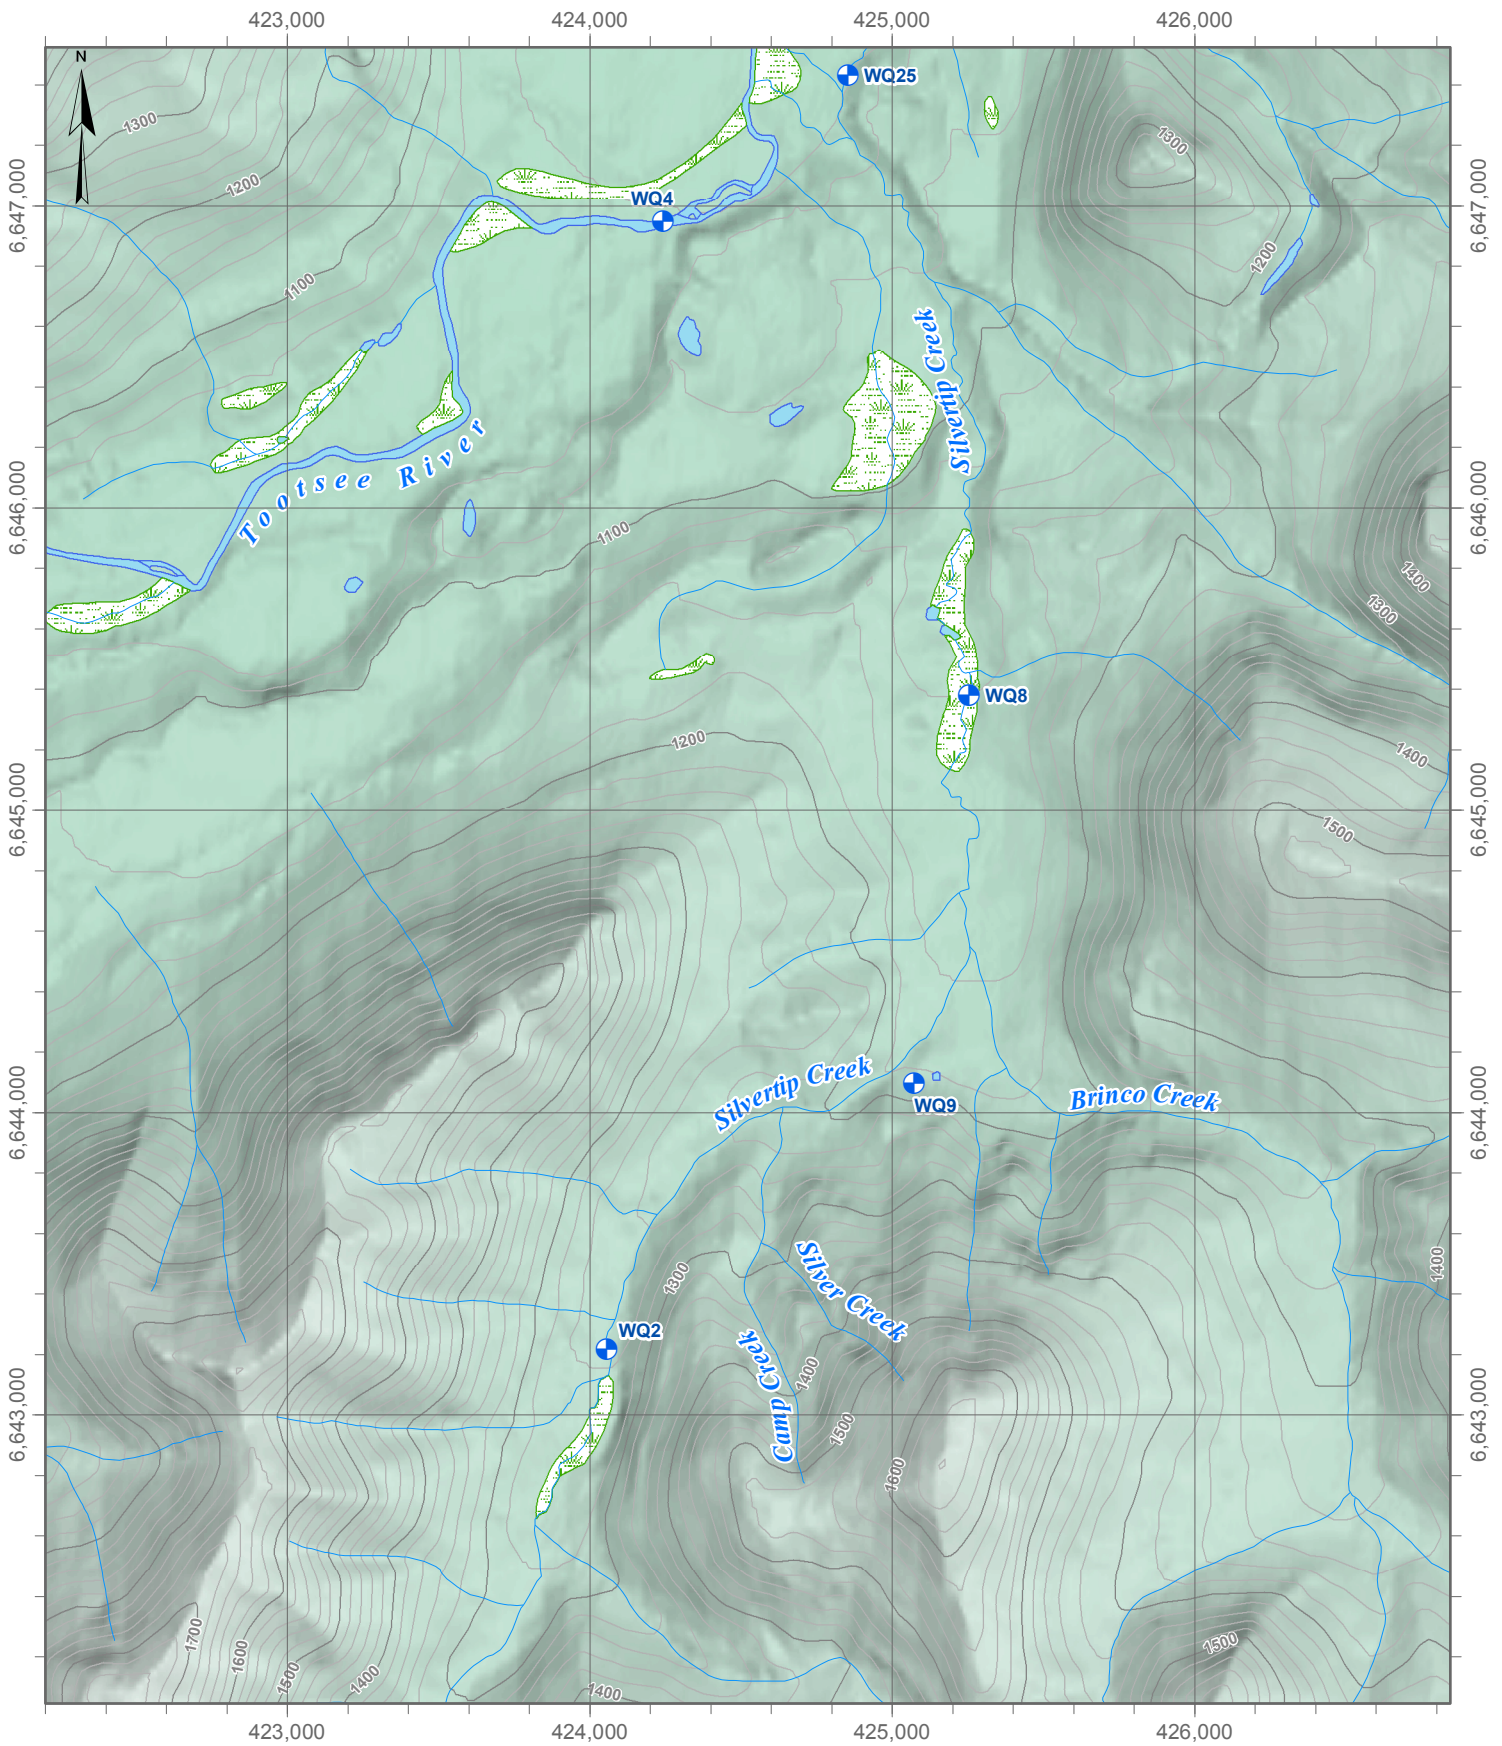 423,000 424,000 425,000 426,000
N
WQ25
1300
1300
6,647,000
1200
WQ4
6,647,000
1200
1100
Silvertip Creek
Tootsee River
6,646,000
1100
6,646,000
1400
1300
WQ8
1200
1400
6,645,000
1500
6,645,000
Silvertip Creek
6,644,000
WQ9
Brinco Creek
6,644,000
1300
Silver Creek
1400
WQ2
Camp Creek
1400
6,643,000
1500
6,643,000
1600
1700
1600
1500
1400
1400
1500
423,000 424,000 425,000 426,000